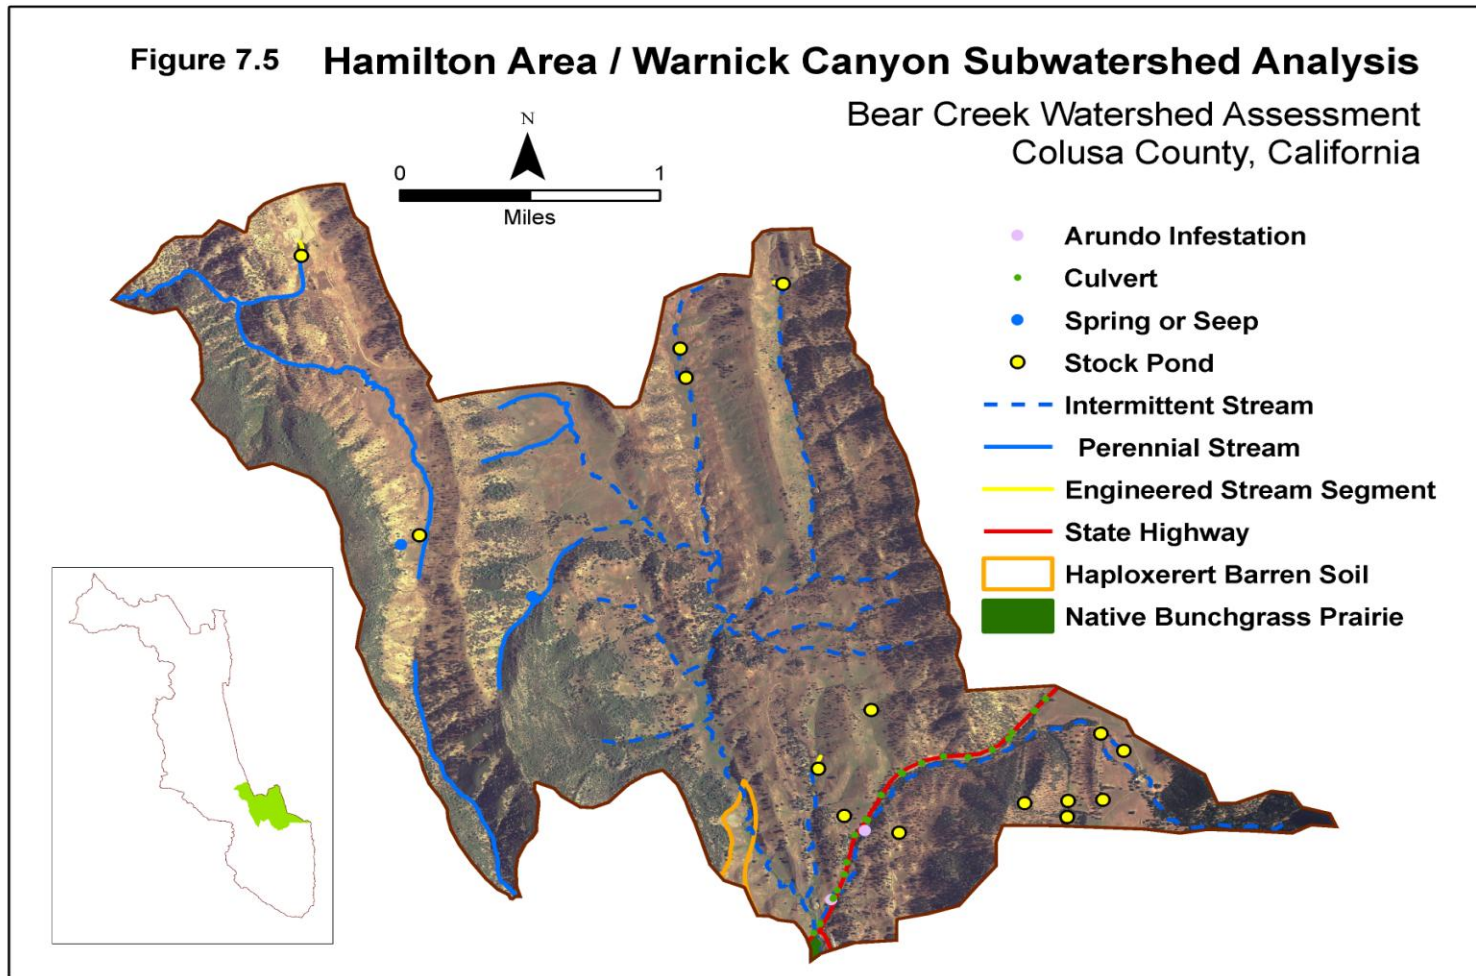 Figure 7.5 Hamilton Area / Warnick Canyon Subwatershed Analysis
Bear Creek Watershed Assessment
Colusa County, California
N
0 1
Miles
Arundo Infestation
Culvert
Spring or Seep
Stock Pond
Intermittent Stream
Perennial Stream
Engineered Stream Segment
State Highway
Haploxerert Barren Soil
Native Bunchgrass Prairie